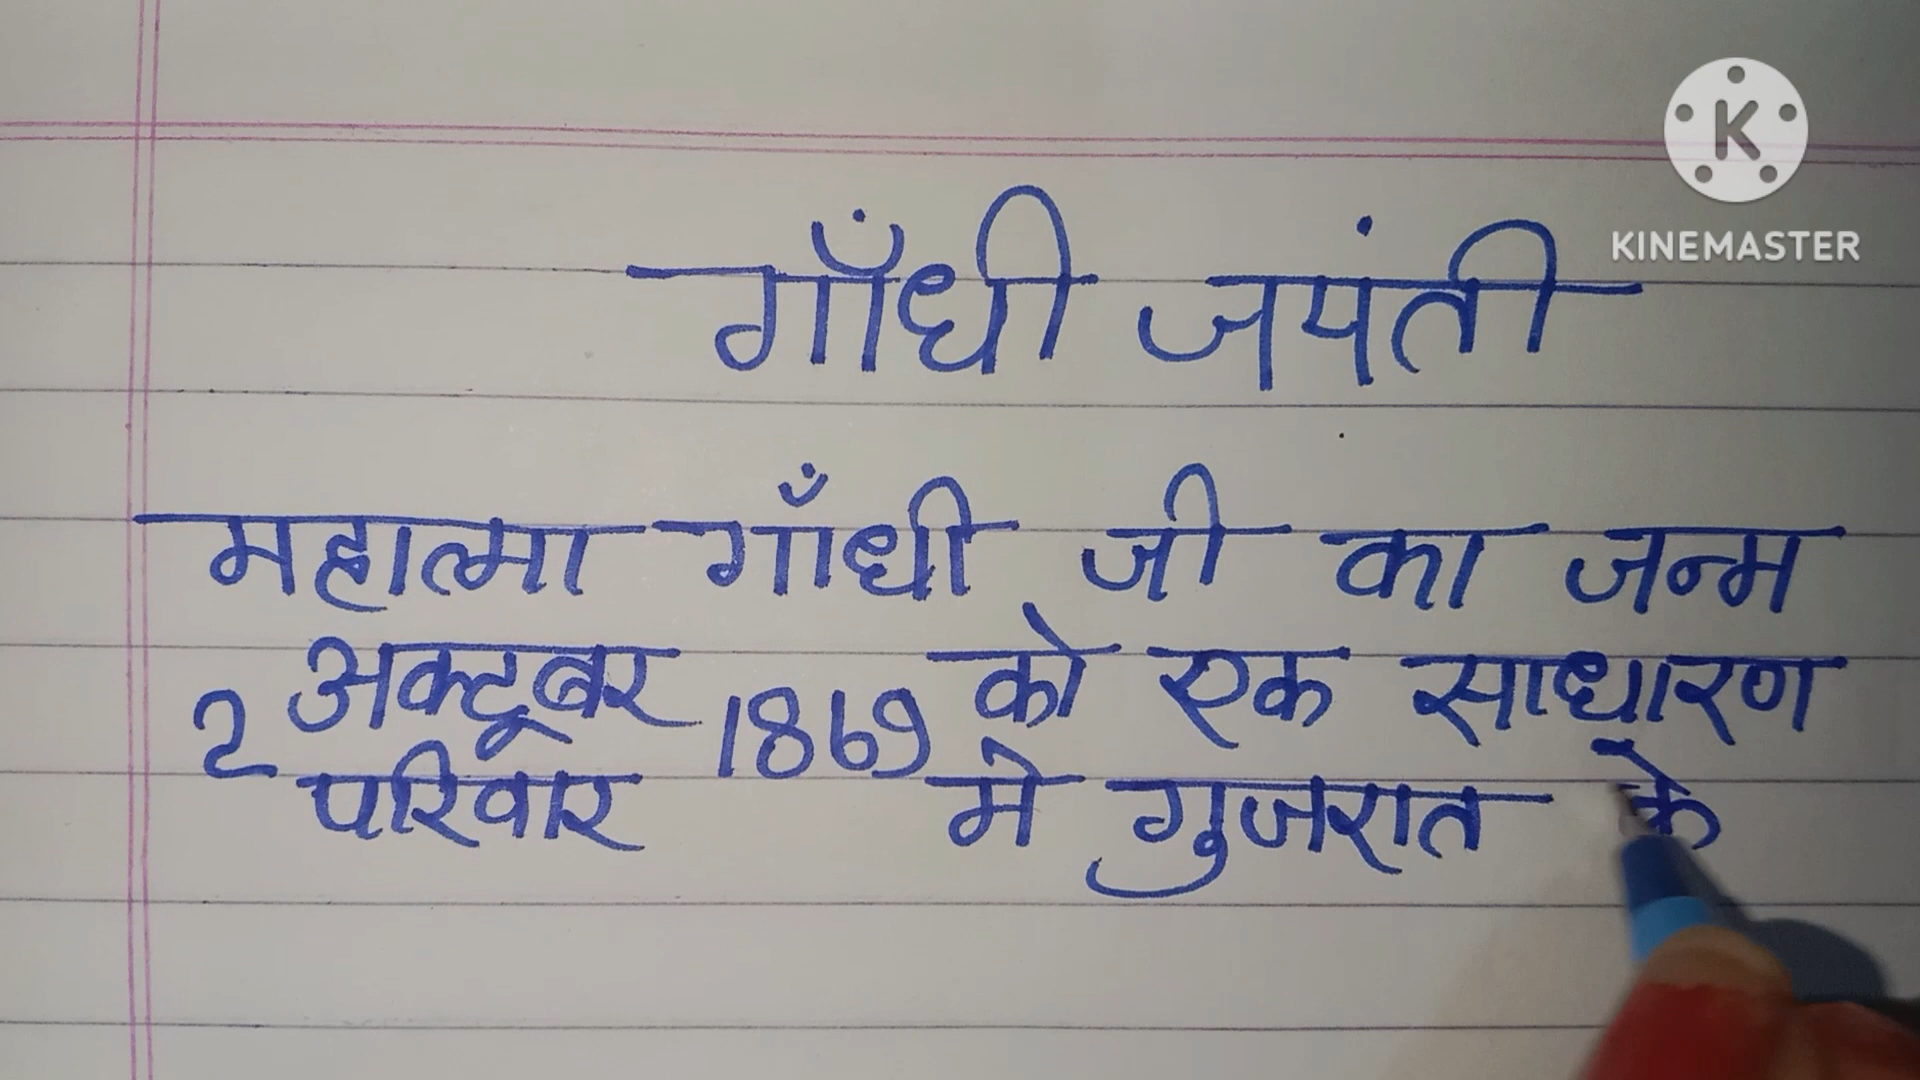 KINEMASTER
गाँधी जयंती
महात्मा गाँधी जी का जन्म
2 अक्टूबर 1869 को एक साधारण
परिवार मे गुजरात के